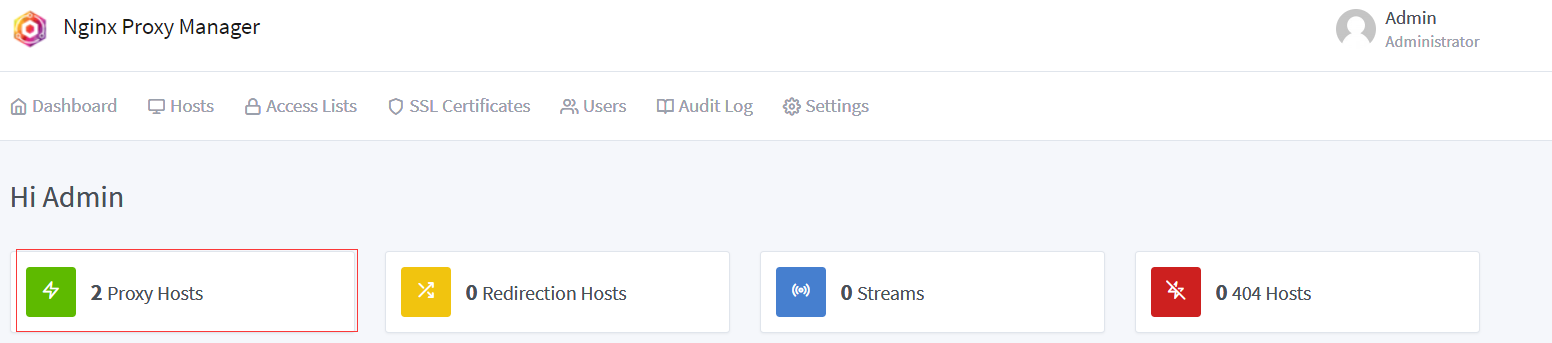 Nginx Proxy Manager
Admin
Administrator
Dashboard Hosts Access Lists SSL Certificates Users Audit Log Settings
Hi Admin
2 Proxy Hosts 0 Redirection Hosts 0 Streams 0 404 Hosts